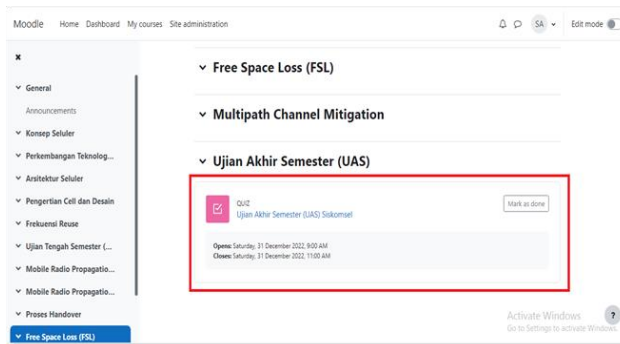 Moodle Home Dashboard My courses Site administration SA Edit mode
General
Announcements
Konsep Seluler
Perkembangan Teknolog...
Arsitektur Seluler
Pengertian Cell dan Desain
Frekuensi Reuse
Ujian Tengah Semester (...
Mobile Radio Propagatio...
Mobile Radio Propagatio...
Proses Handover
Free Space Loss (FSL)
Free Space Loss (FSL)
Multipath Channel Mitigation
Ujian Akhir Semester (UAS)
QUIZ
Ujian Akhir Semester (UAS) Siskomsel
Mark as done
Opens: Saturday, 31 December 2022, 9:00 AM
Closes: Saturday, 31 December 2022, 11:00 AM
Activate Windows
Go to Settings to activate Windows.
?